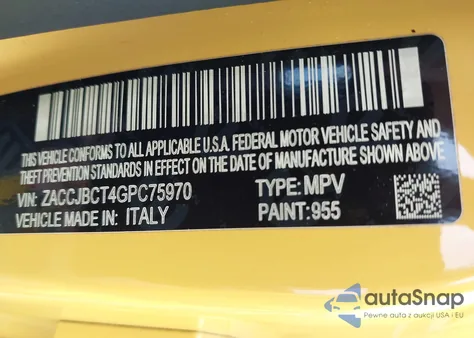 THIS VEHICLE CONFORMS TO ALL APPLICABLE U.S.A. FEDERAL MOTOR VEHICLE SAFETY AND
THEFT PREVENTION STANDARDS IN EFFECT ON THE DATE OF MANUFACTURE SHOWN ABOVE
VIN: ZACCJBCT4GPC75970 TYPE: MPV
VEHICLE MADE IN: ITALY PAINT: 955
autaSnap
Pewne auta z aukcji USA i EU